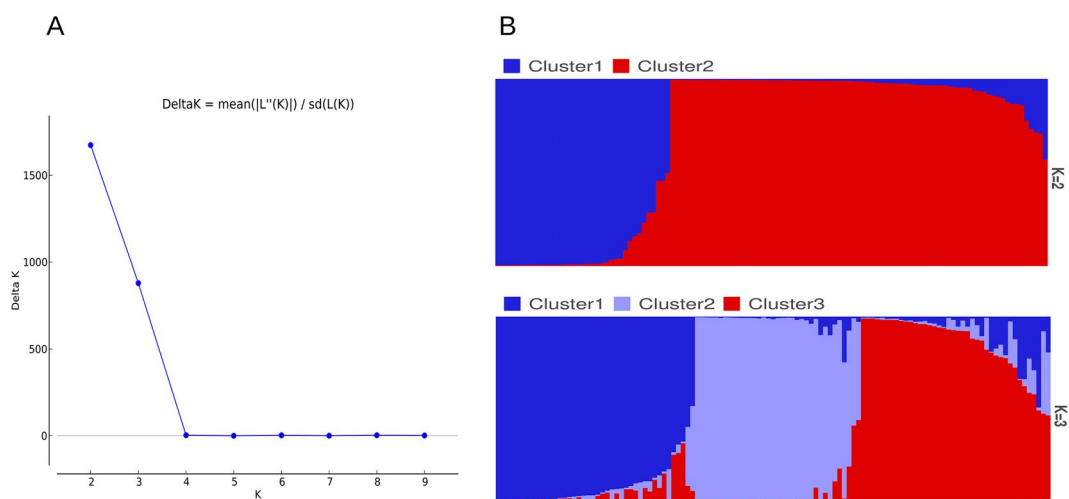 A
DeltaK = mean(|L''(K)|) / sd(L(K))
1500
1000
500
0
Delta K
2 3 4 5 6 7 8 9
K
B
Cluster1 Cluster2
K=2
Cluster1 Cluster2 Cluster3
K=3